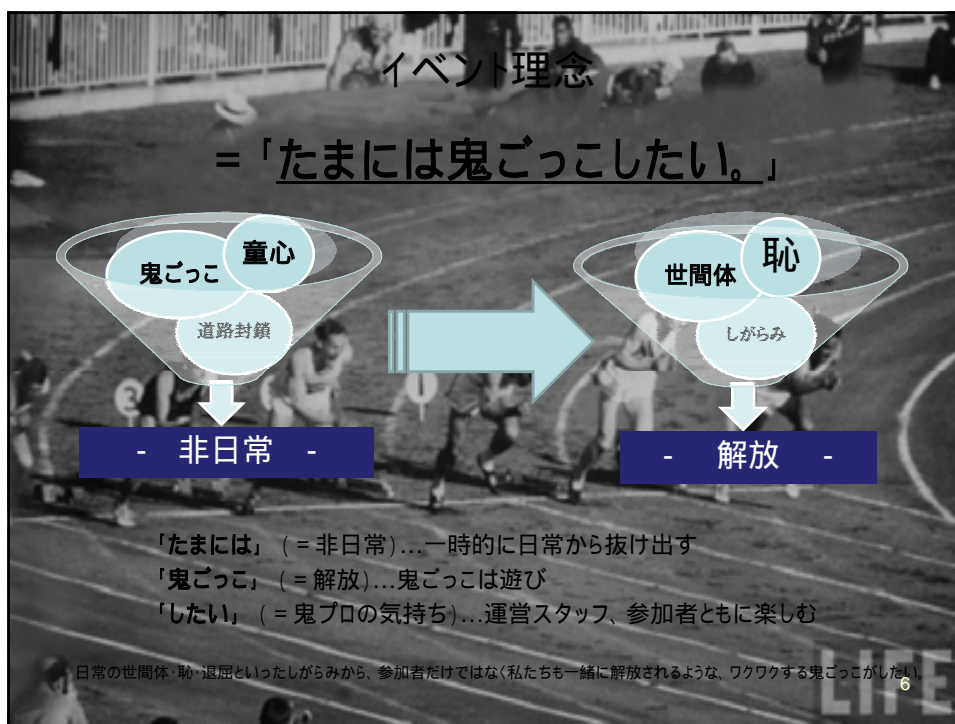 イベント理念
=「たまには鬼ごっこしたい。」
鬼ごっこ
童心
道路封鎖
世間体
恥
しがらみ
- 非日常 -
- 解放 -
「たまには」 (=非日常)…一時的に日常から抜け出す
「鬼ごっこ」 (=解放)…鬼ごっこは遊び
「したい」 (=鬼プロの気持ち)…運営スタッフ、参加者ともに楽しむ
日常の世間体・恥・退屈といったしがらみから、参加者だけではなく私たちも一緒に解放されるような、ワクワクする鬼ごっこがしたい。
6
LIFE
3
1